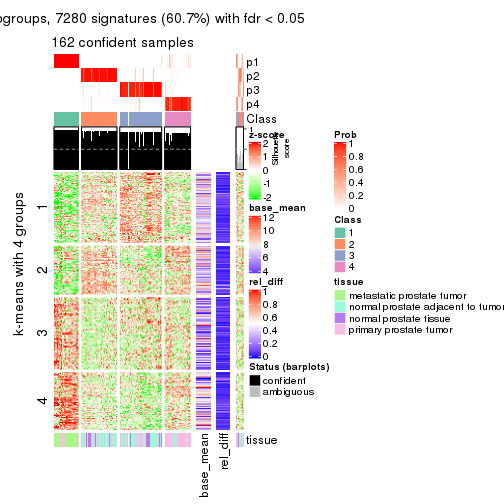 ogroups, 7280 signatures (60.7%) with fdr < 0.05
162 confident samples
p1
p2
p3
p4
Class
1
Silhouette
score
z-score
2
1
0
-1
-2
base_mean
12
10
8
6
4
rel_diff
1
0.8
0.6
0.4
0.2
0
Status (barplots)
confident
ambiguous
Prob
1
0.8
0.6
0.4
0.2
0
Class
1
2
3
4
tissue
metastatic prostate tumor
normal prostate adjacent to tumor
normal prostate tissue
primary prostate tumor
k-means with 4 groups
1
2
3
4
tissue
base_mean
rel_diff